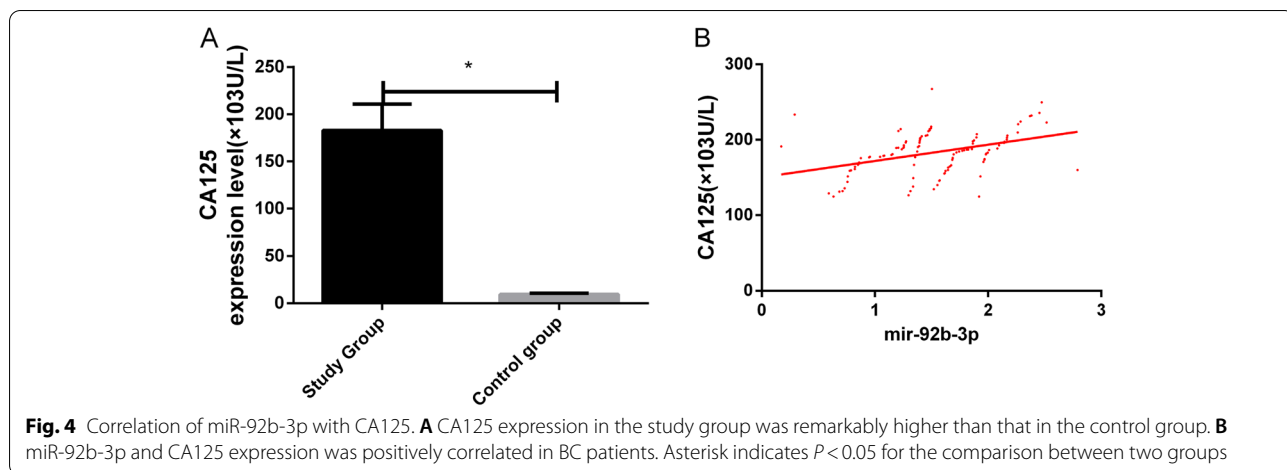 A
CA125
expression level(×103U/L)
250
200
150
100
50
0
*
Study Group
Control group
B
CA125(×103U/L)
300
200
100
0
0 1 2 3
mir-92b-3p
Fig. 4 Correlation of miR-92b-3p with CA125. A CA125 expression in the study group was remarkably higher than that in the control group. B
miR-92b-3p and CA125 expression was positively correlated in BC patients. Asterisk indicates P < 0.05 for the comparison between two groups